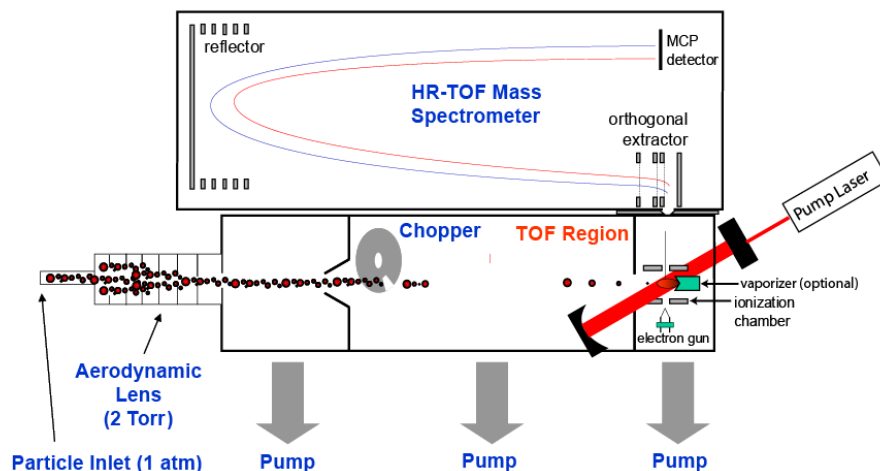 reflector
MCP
detector
HR-TOF Mass
Spectrometer
orthogonal
extractor
Pump Laser
Chopper
TOF Region
vaporizer (optional)
ionization
chamber
electron gun
Aerodynamic
Lens
(2 Torr)
Particle Inlet (1 atm)
Pump
Pump
Pump